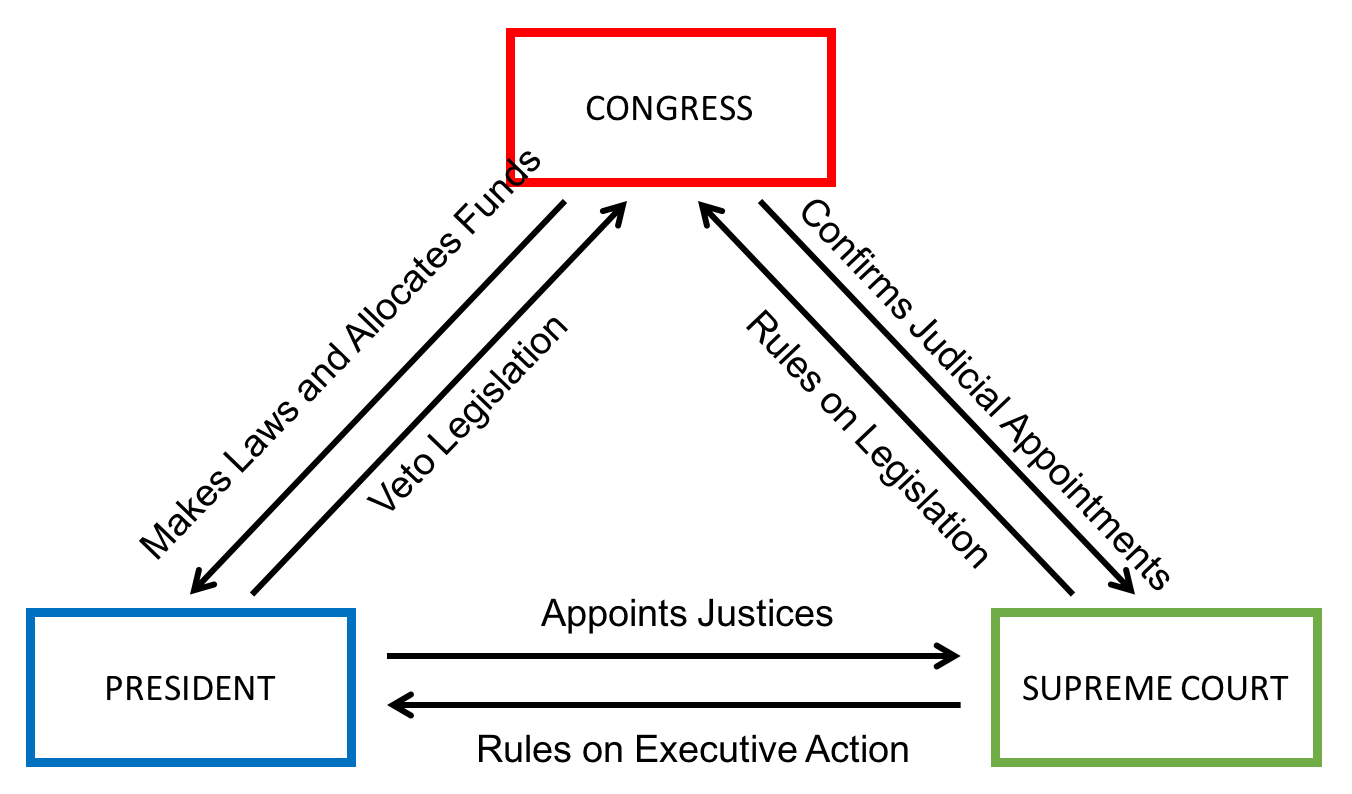 CONGRESS
Makes Laws and Allocates Funds
Veto Legislation
Rules on Legislation
Confirms Judicial Appointments
Appoints Justices
PRESIDENT
SUPREME COURT
Rules on Executive Action